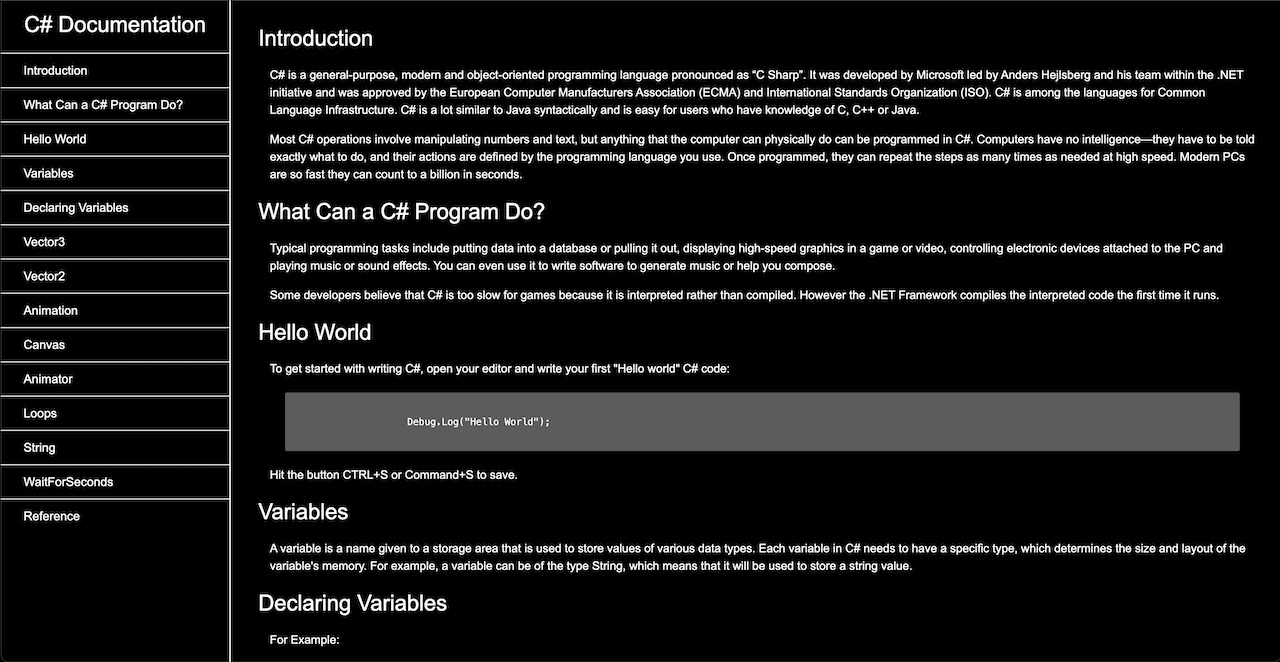 C# Documentation
Introduction
What Can a C# Program Do?
Hello World
Variables
Declaring Variables
Vector3
Vector2
Animation
Canvas
Animator
Loops
String
WaitForSeconds
Reference
Introduction
C# is a general-purpose, modern and object-oriented programming language pronounced as "C Sharp". It was developed by Microsoft led by Anders Hejlsberg and his team within the .NET
initiative and was approved by the European Computer Manufacturers Association (ECMA) and International Standards Organization (ISO). C# is among the languages for Common
Language Infrastructure. C# is a lot similar to Java syntactically and is easy for users who have knowledge of C, C++ or Java.
Most C# operations involve manipulating numbers and text, but anything that the computer can physically do can be programmed in C#. Computers have no intelligence—they have to be told
exactly what to do, and their actions are defined by the programming language you use. Once programmed, they can repeat the steps as many times as needed at high speed. Modern PCs
are so fast they can count to a billion in seconds.
What Can a C# Program Do?
Typical programming tasks include putting data into a database or pulling it out, displaying high-speed graphics in a game or video, controlling electronic devices attached to the PC and
playing music or sound effects. You can even use it to write software to generate music or help you compose.
Some developers believe that C# is too slow for games because it is interpreted rather than compiled. However the .NET Framework compiles the interpreted code the first time it runs.
Hello World
To get started with writing C#, open your editor and write your first "Hello world" C# code:
Debug.Log("Hello World");
Hit the button CTRL+S or Command+S to save.
Variables
A variable is a name given to a storage area that is used to store values of various data types. Each variable in C# needs to have a specific type, which determines the size and layout of the
variable's memory. For example, a variable can be of the type String, which means that it will be used to store a string value.
Declaring Variables
For Example: